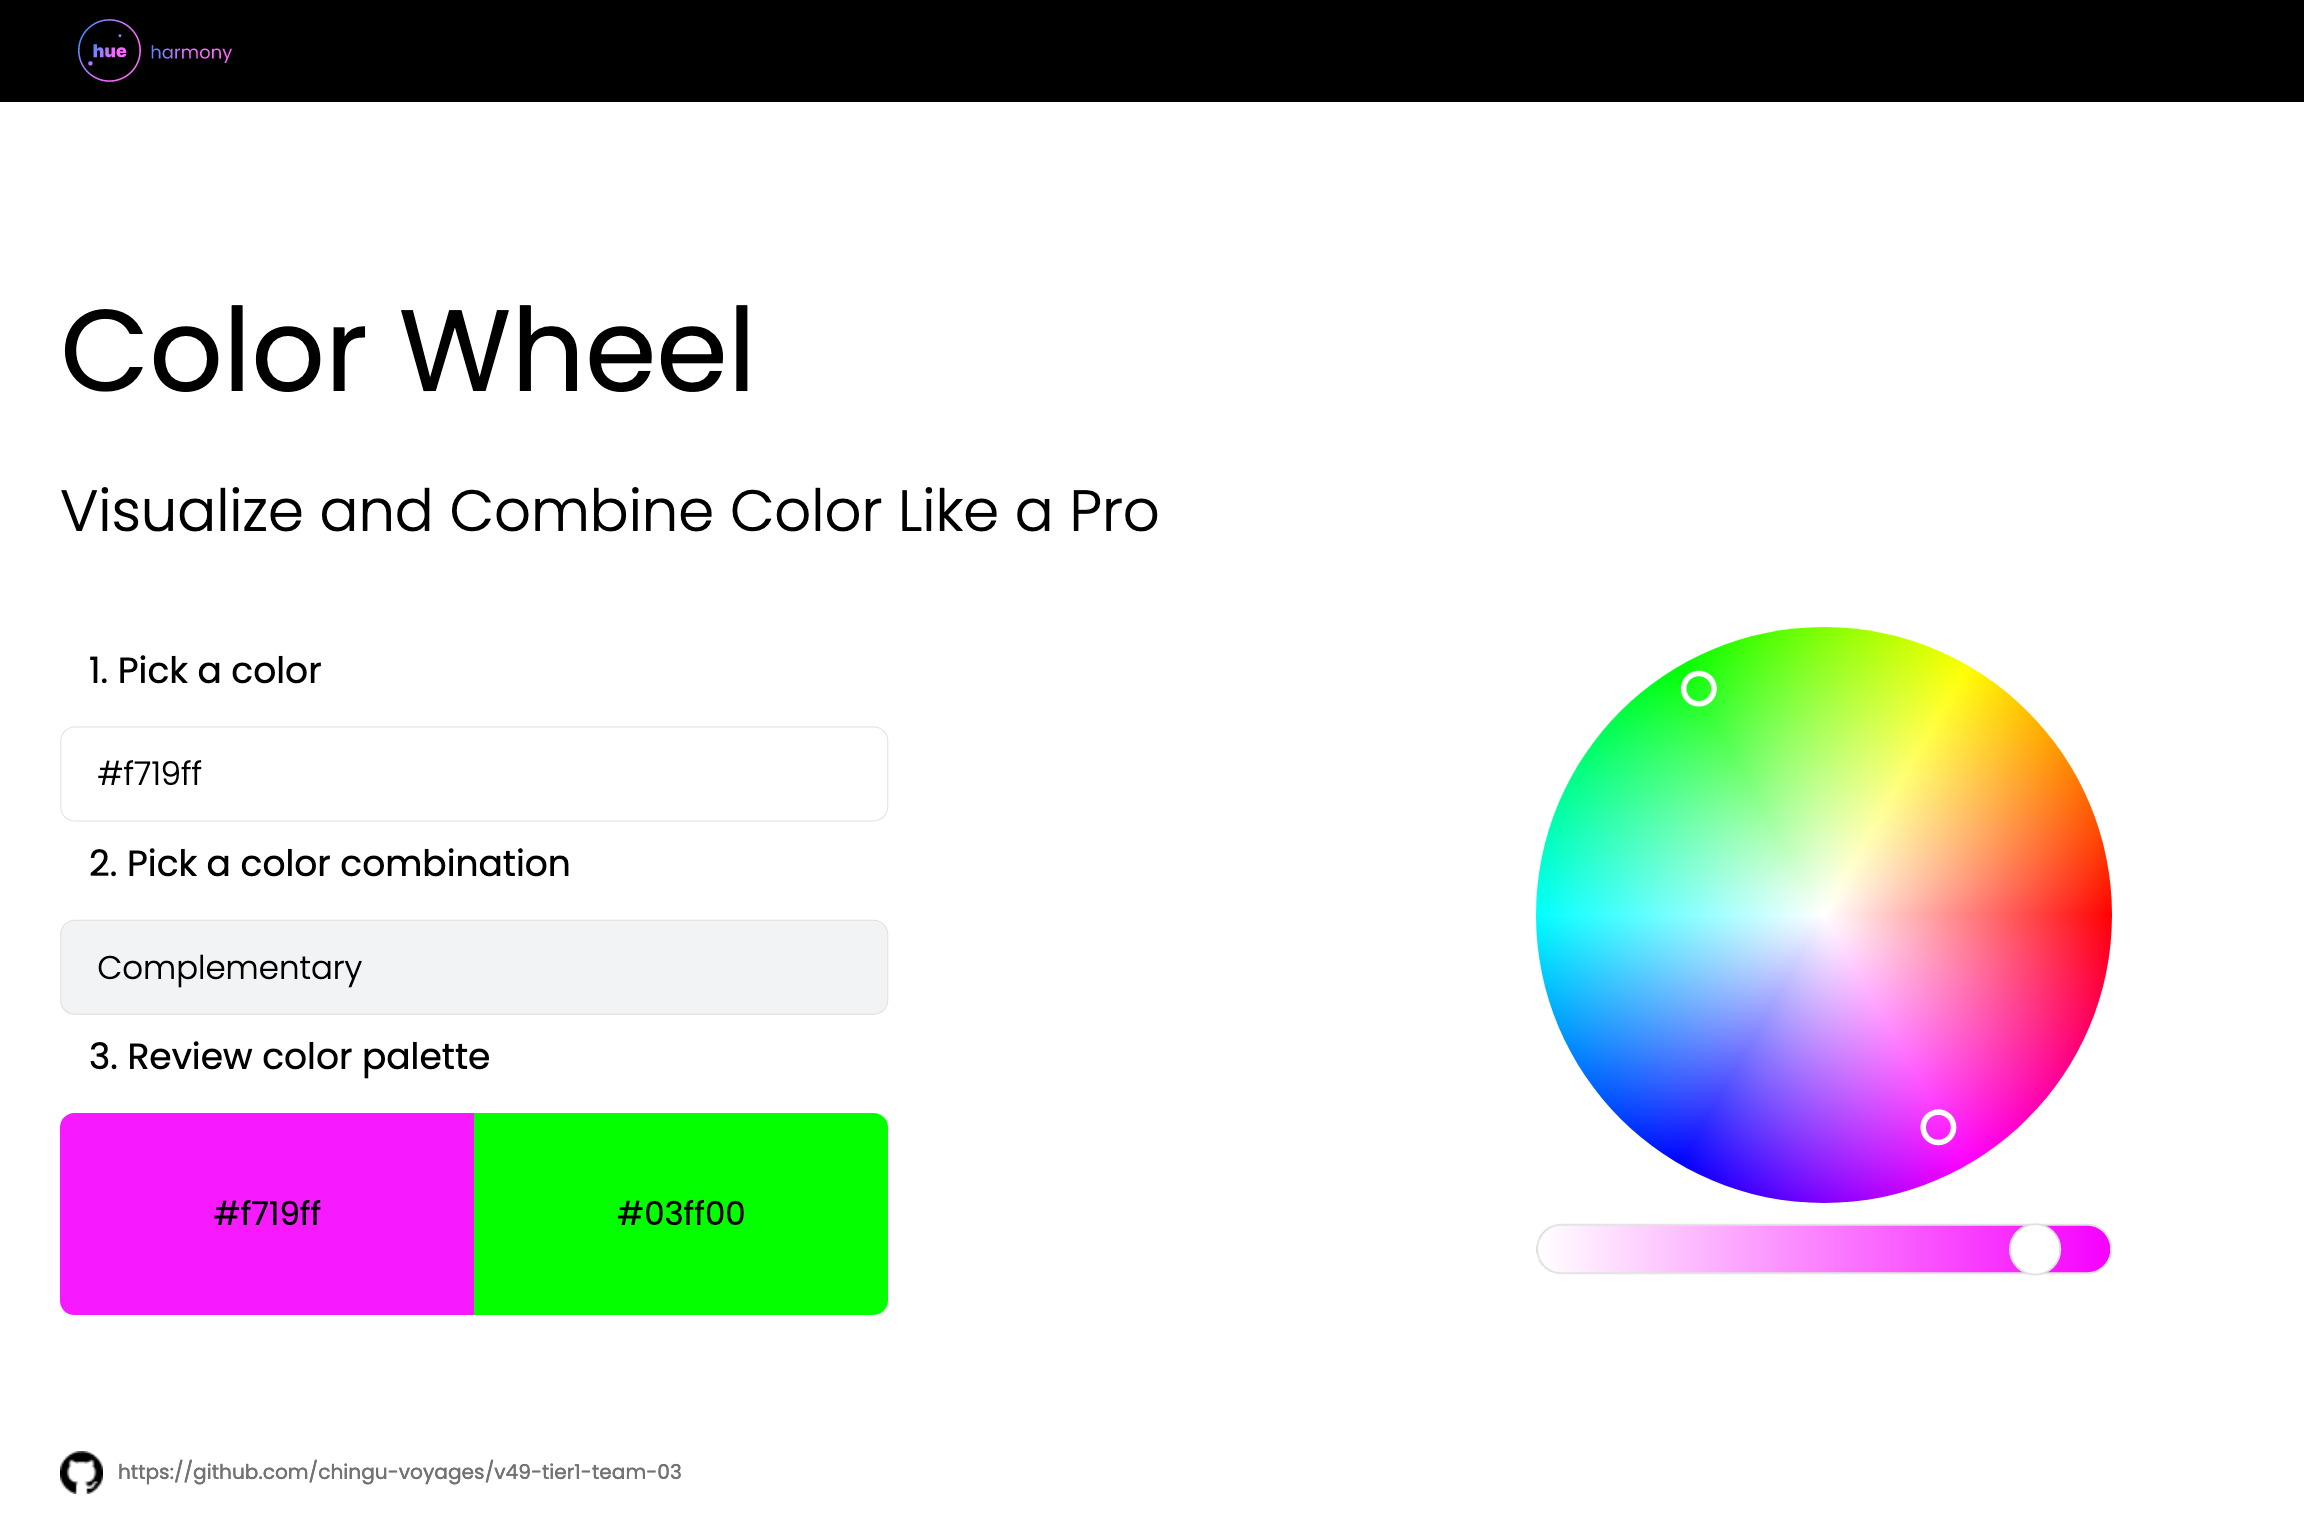 hue harmony
Color Wheel
Visualize and Combine Color Like a Pro
1. Pick a color
#f719ff
2. Pick a color combination
Complementary
3. Review color palette
#f719ff #03ff00
https://github.com/chingu-voyages/v49-tier1-team-03